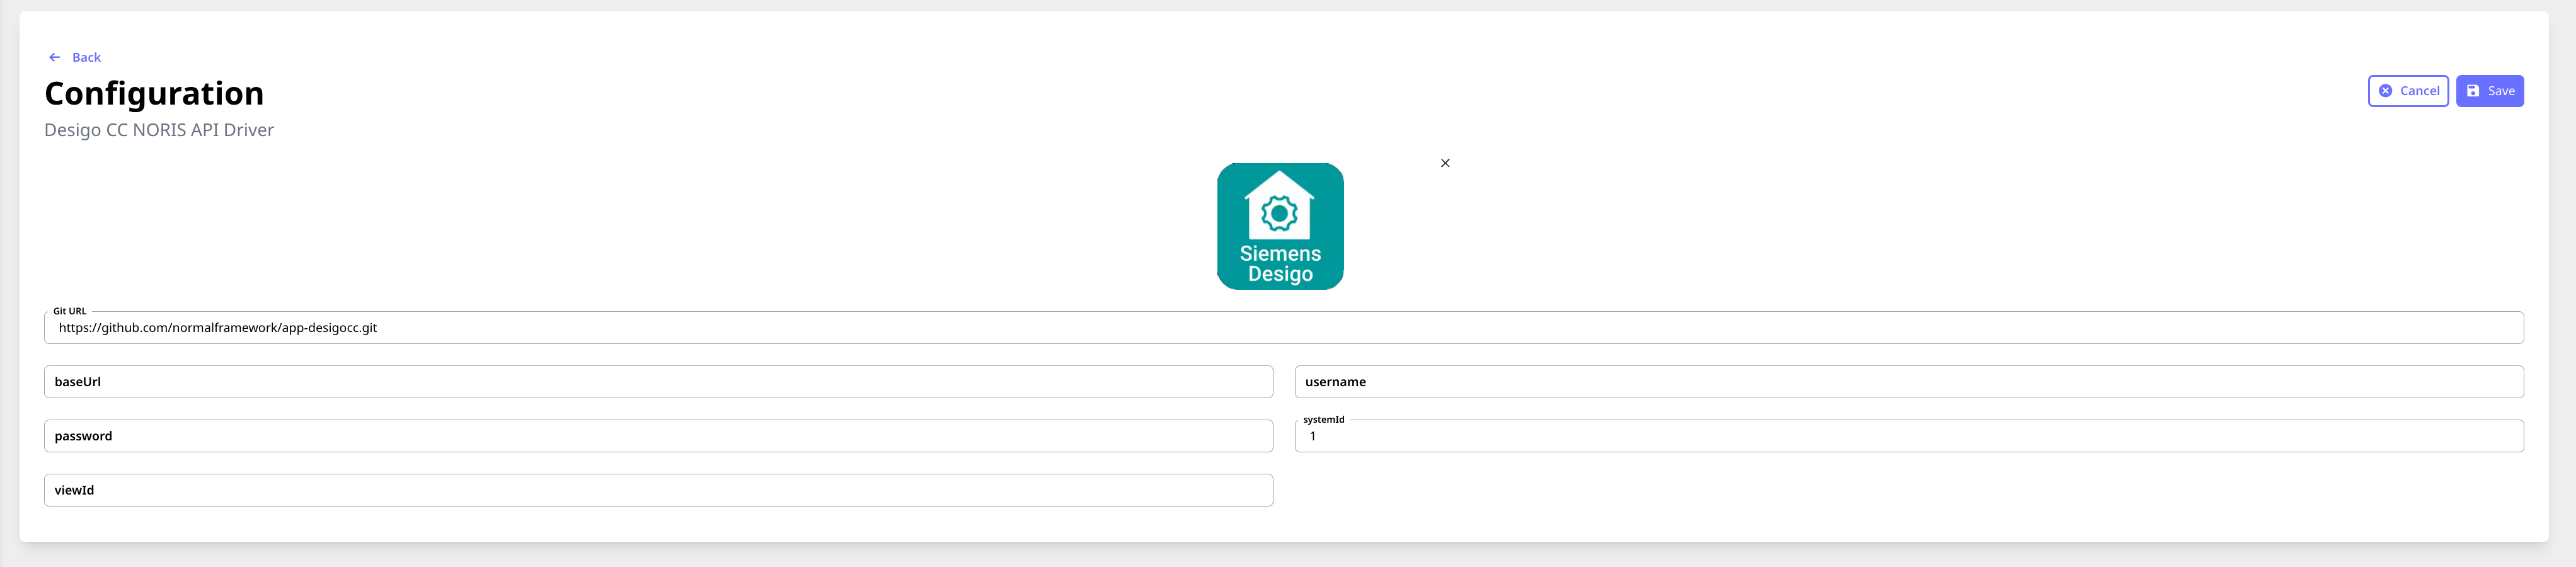 Back
Configuration
Cancel
Save
Desigo CC NORIS API Driver
Siemens
Desigo
Git URL
https://github.com/normalframework/app-desigocc.git
baseUrl
username
password
systemId
1
viewId